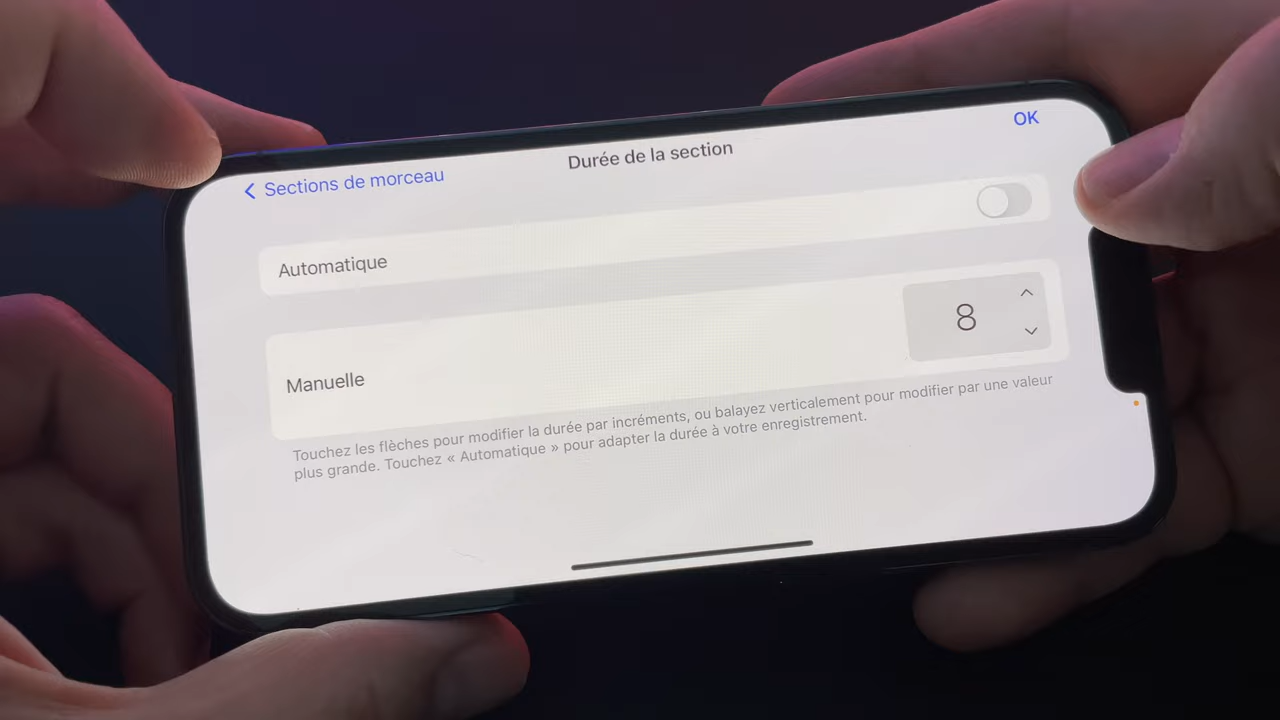 OK
Durée de la section
Sections de morceau
Automatique
8
Manuelle
Touchez les flèches pour modifier la durée par incréments, ou balayez verticalement pour modifier par une valeur
plus grande. Touchez « Automatique » pour adapter la durée à votre enregistrement.